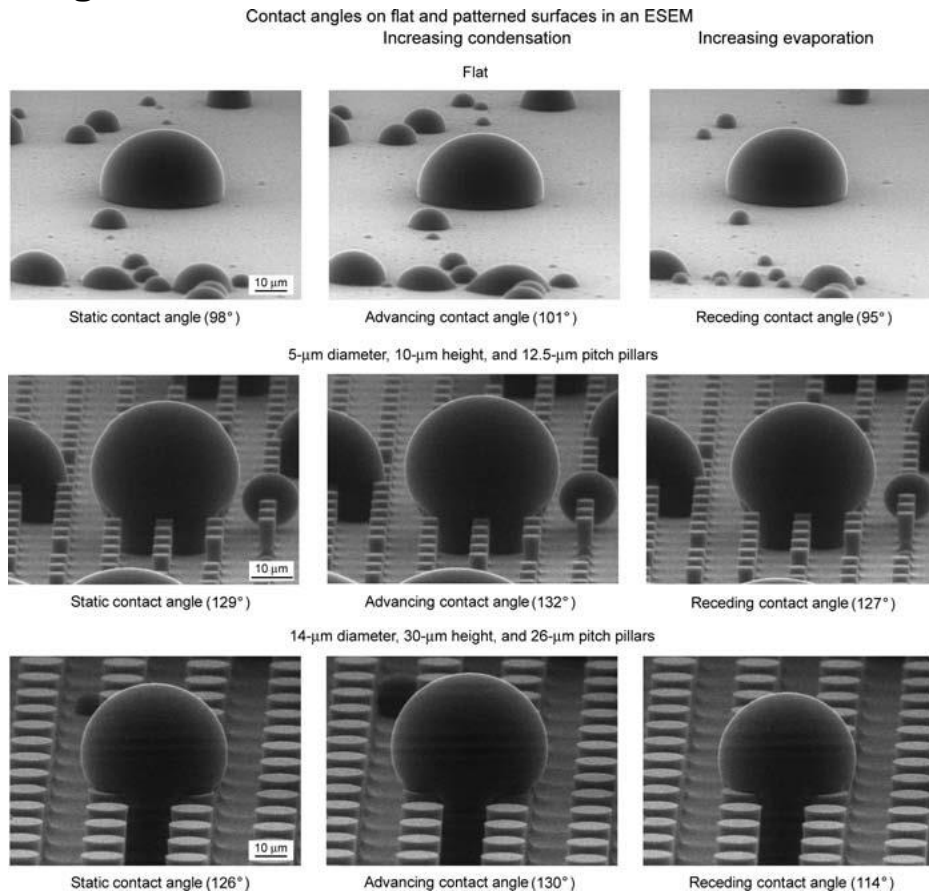 Contact angles on flat and patterned surfaces in an ESEM
Increasing condensation
Increasing evaporation
Flat
10 μm
Static contact angle (98°)
Advancing contact angle (101°)
Receding contact angle (95°)
5-μm diameter, 10-μm height, and 12.5-μm pitch pillars
10 μm
Static contact angle (129°)
Advancing contact angle (132°)
Receding contact angle (127°)
14-μm diameter, 30-μm height, and 26-μm pitch pillars
10 μm
Static contact angle (126°)
Advancing contact angle (130°)
Receding contact angle (114°)